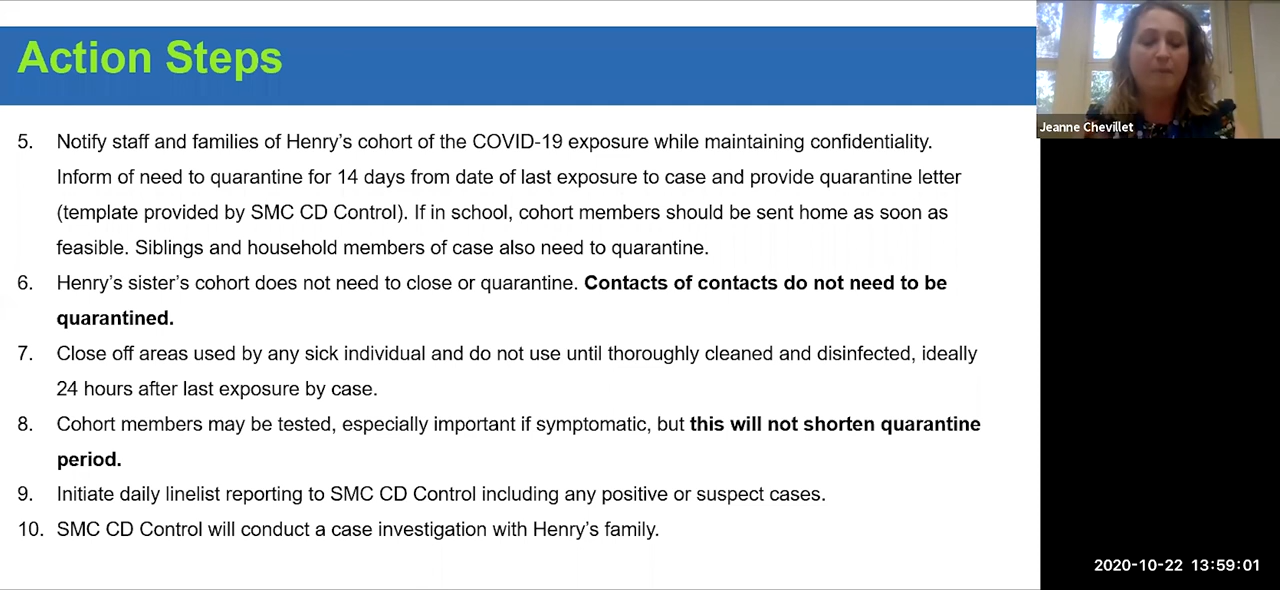 Action Steps
5. Notify staff and families of Henry's cohort of the COVID-19 exposure while maintaining confidentiality.
Inform of need to quarantine for 14 days from date of last exposure to case and provide quarantine letter
(template provided by SMC CD Control). If in school, cohort members should be sent home as soon as
feasible. Siblings and household members of case also need to quarantine.
6. Henry's sister's cohort does not need to close or quarantine. Contacts of contacts do not need to be
quarantined.
7. Close off areas used by any sick individual and do not use until thoroughly cleaned and disinfected, ideally
24 hours after last exposure by case.
8. Cohort members may be tested, especially important if symptomatic, but this will not shorten quarantine
period.
9. Initiate daily linelist reporting to SMC CD Control including any positive or suspect cases.
10. SMC CD Control will conduct a case investigation with Henry's family.
Jeanne Chevillet
2020-10-22 13:59:01